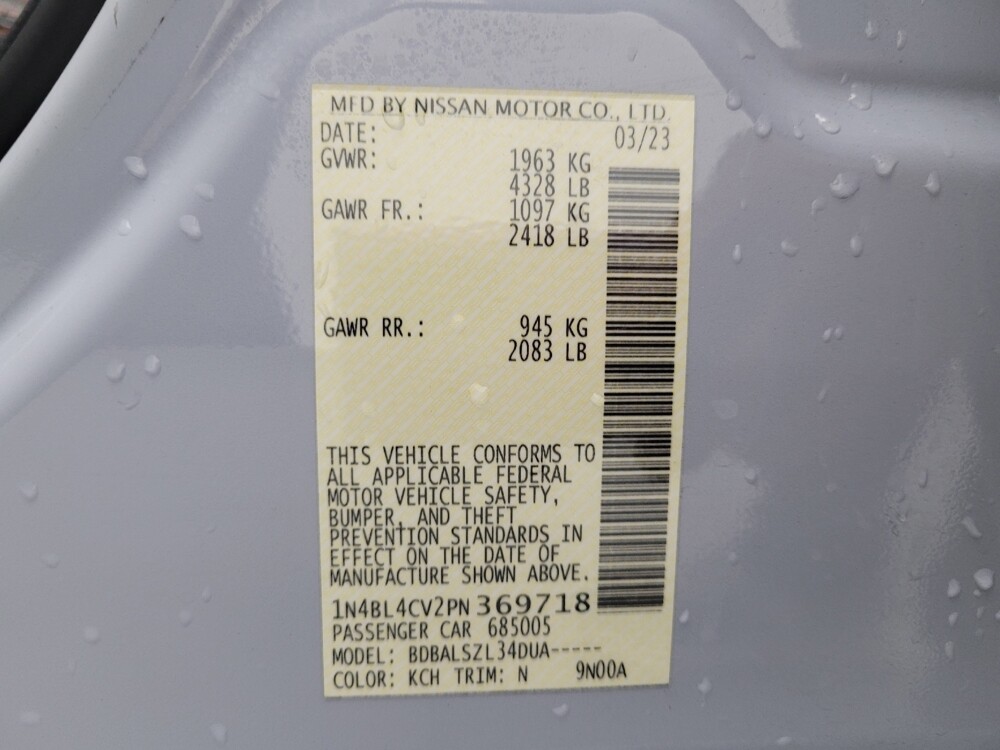 MFD BY NISSAN MOTOR CO., LTD.
DATE: 03/23
GVWR: 1963 KG
4328 LB
GAWR FR.: 1097 KG
2418 LB
GAWR RR.: 945 KG
2083 LB
THIS VEHICLE CONFORMS TO
ALL APPLICABLE FEDERAL
MOTOR VEHICLE SAFETY,
BUMPER, AND THEFT
PREVENTION STANDARDS IN
EFFECT ON THE DATE OF
MANUFACTURE SHOWN ABOVE.
1N4BL4CV2PN369718
PASSENGER CAR 685005
MODEL: BDBALSZL34DUA-----
COLOR: KCH TRIM: N 9N00A